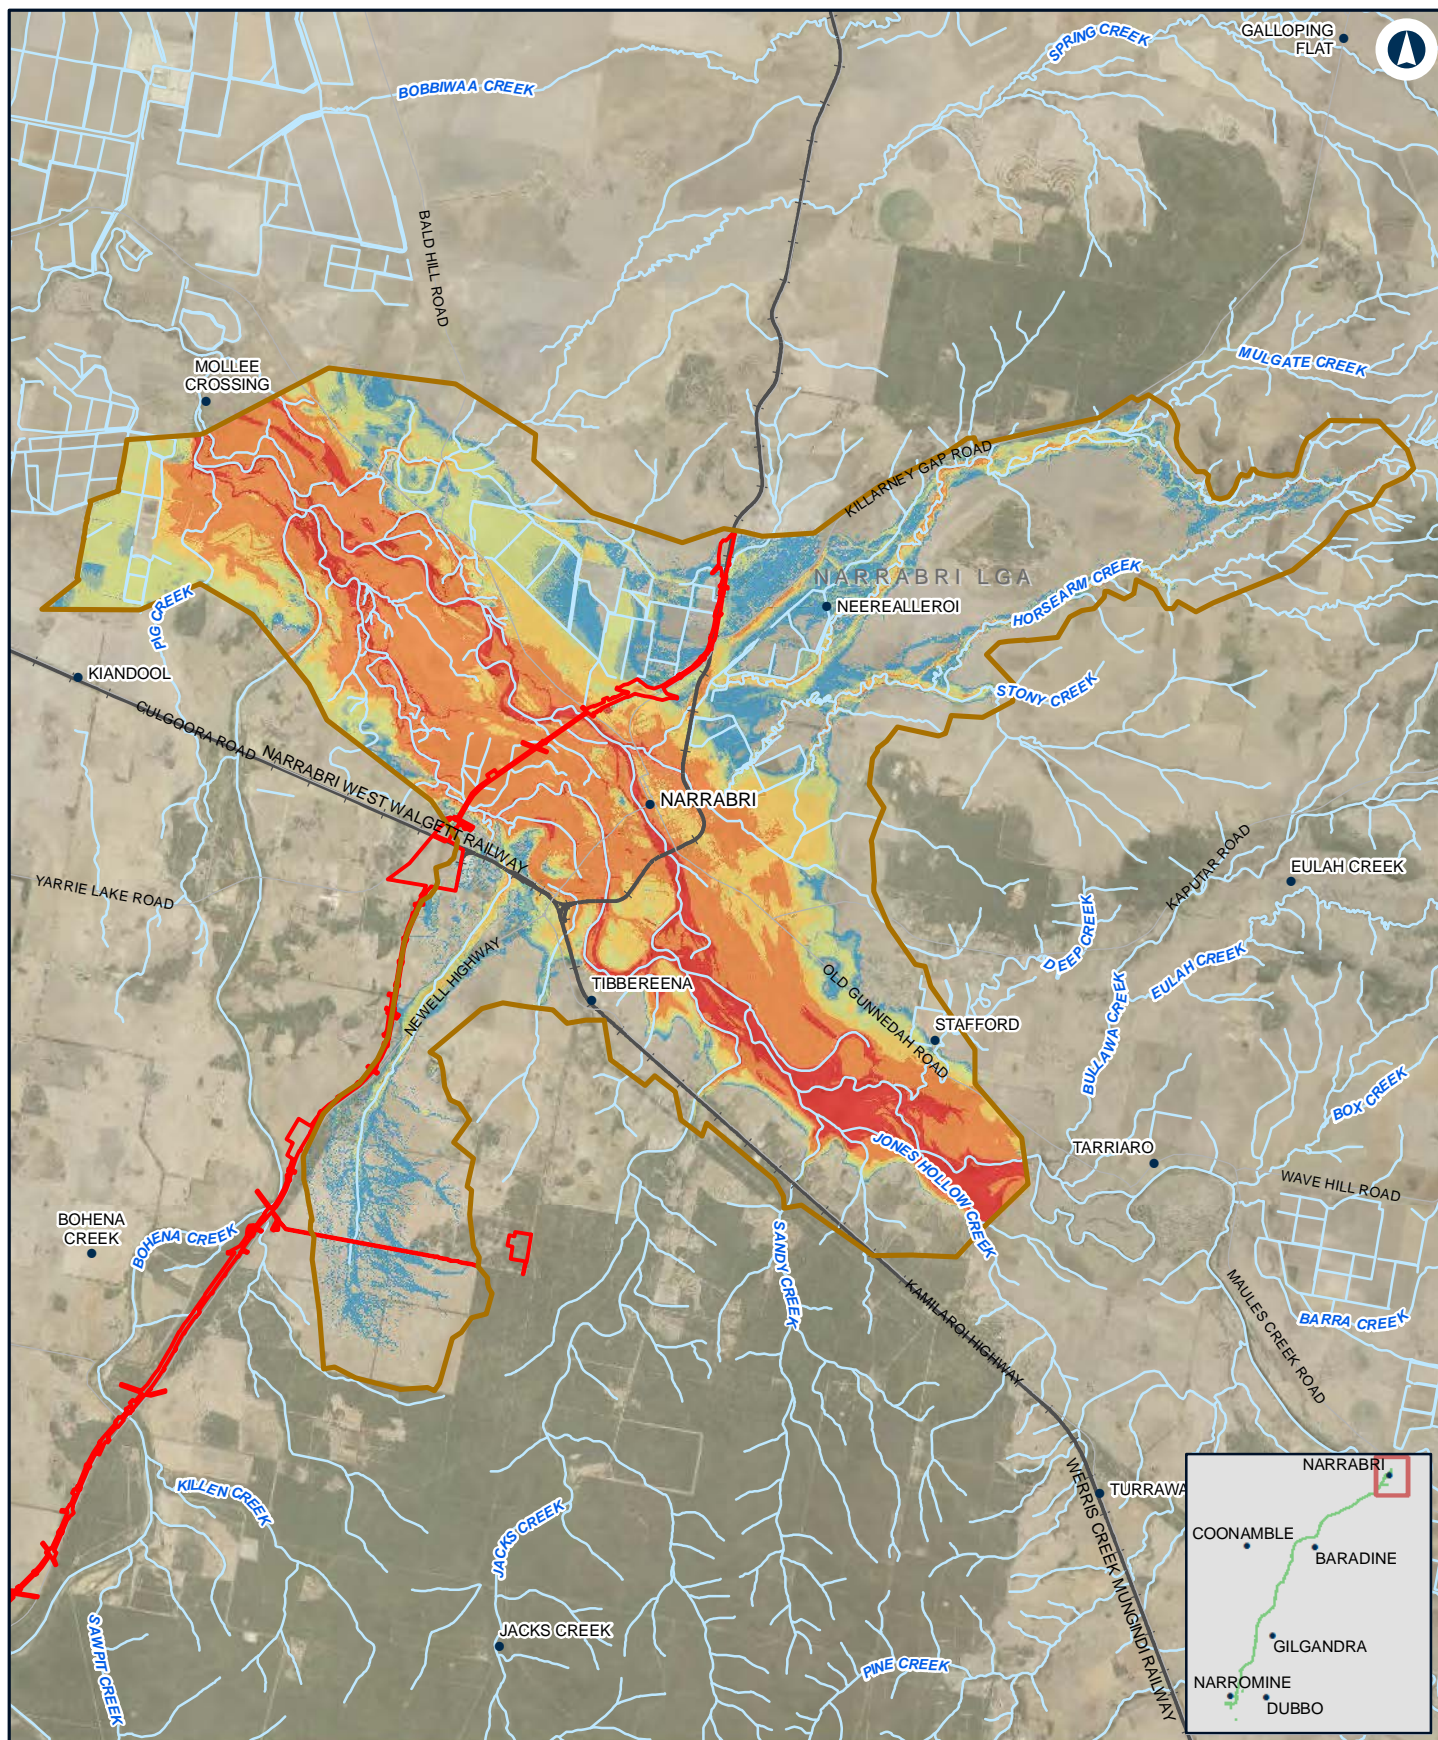 GALLOPING
FLAT
SPRING CREEK
BOBBIWAA CREEK
BALD HILL ROAD
MULGATE CREEK
MOLLEE
CROSSING
KILLARNEY GAP ROAD
NARRABRI LGA
HORSEARM CREEK
NEEREALLEROI
PIG CREEK
KIANDOOL
STONY CREEK
CULGOORA ROAD
NARRABRI WEST WALGETT RAILWAY
NARRABRI
KAPUTAR ROAD
EULAH CREEK
YARRIE LAKE ROAD
DEEP CREEK
EULAH CREEK
NEWELL HIGHWAY
TIBBEREENA
OLD GUNNEDAH ROAD
BULLAWA CREEK
STAFFORD
BOX CREEK
TARRIARO
JONES HOLLOW CREEK
WAVE HILL ROAD
BOHENA
CREEK
BOHENA CREEK
SANDY CREEK
KAMILAROI HIGHWAY
MAULES CREEK ROAD
BARRA CREEK
KILLEN CREEK
JACKS CREEK
WERRIS CREEK MUNGINDI RAILWAY
TURRAWA
JACKS CREEK
SAWPIT CREEK
PINE CREEK
NARRABRI
COONAMBLE
BARADINE
GILGANDRA
NARROMINE
DUBBO